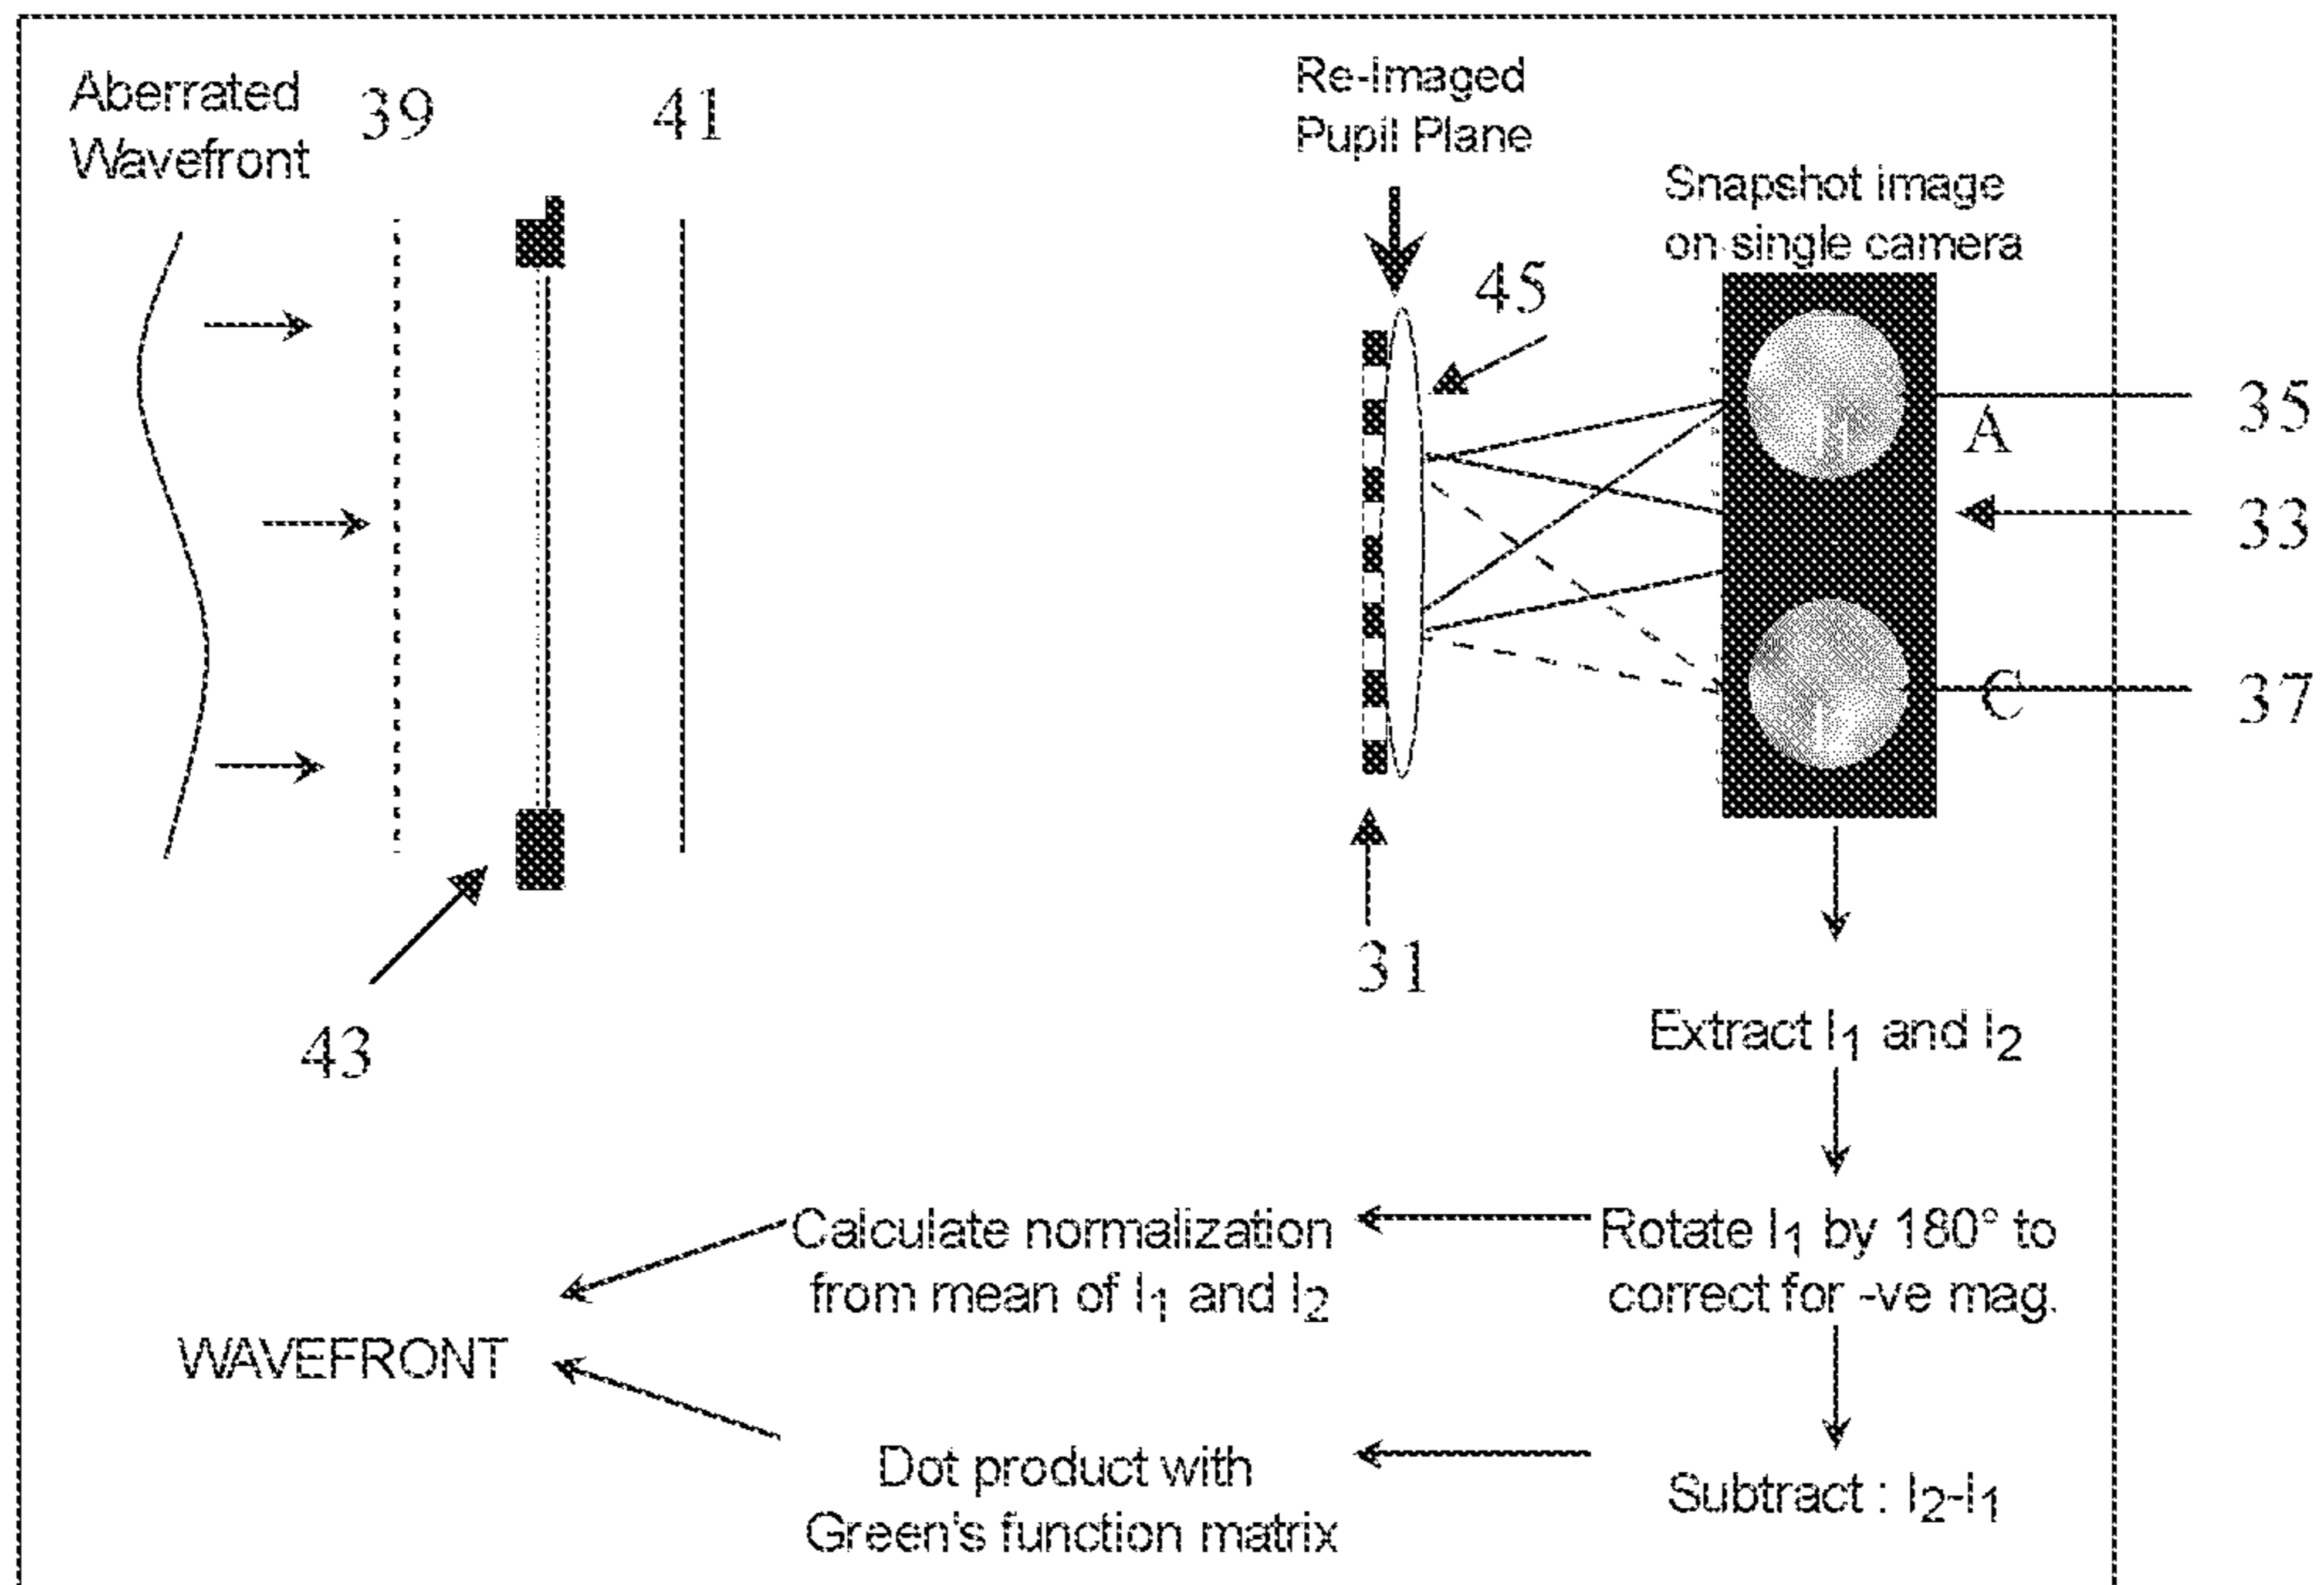 Aberrated
Wavefront
39
41
Re-Imaged
Pupil Plane
Snapshot image
on single camera
45
I1
A
35
33
I2
C
37
31
43
Extract I1 and I2
Calculate normalization
from mean of I1 and I2
Rotate I1 by 180° to
correct for -ve mag.
WAVEFRONT
Dot product with
Green's function matrix
Subtract : I2-I1